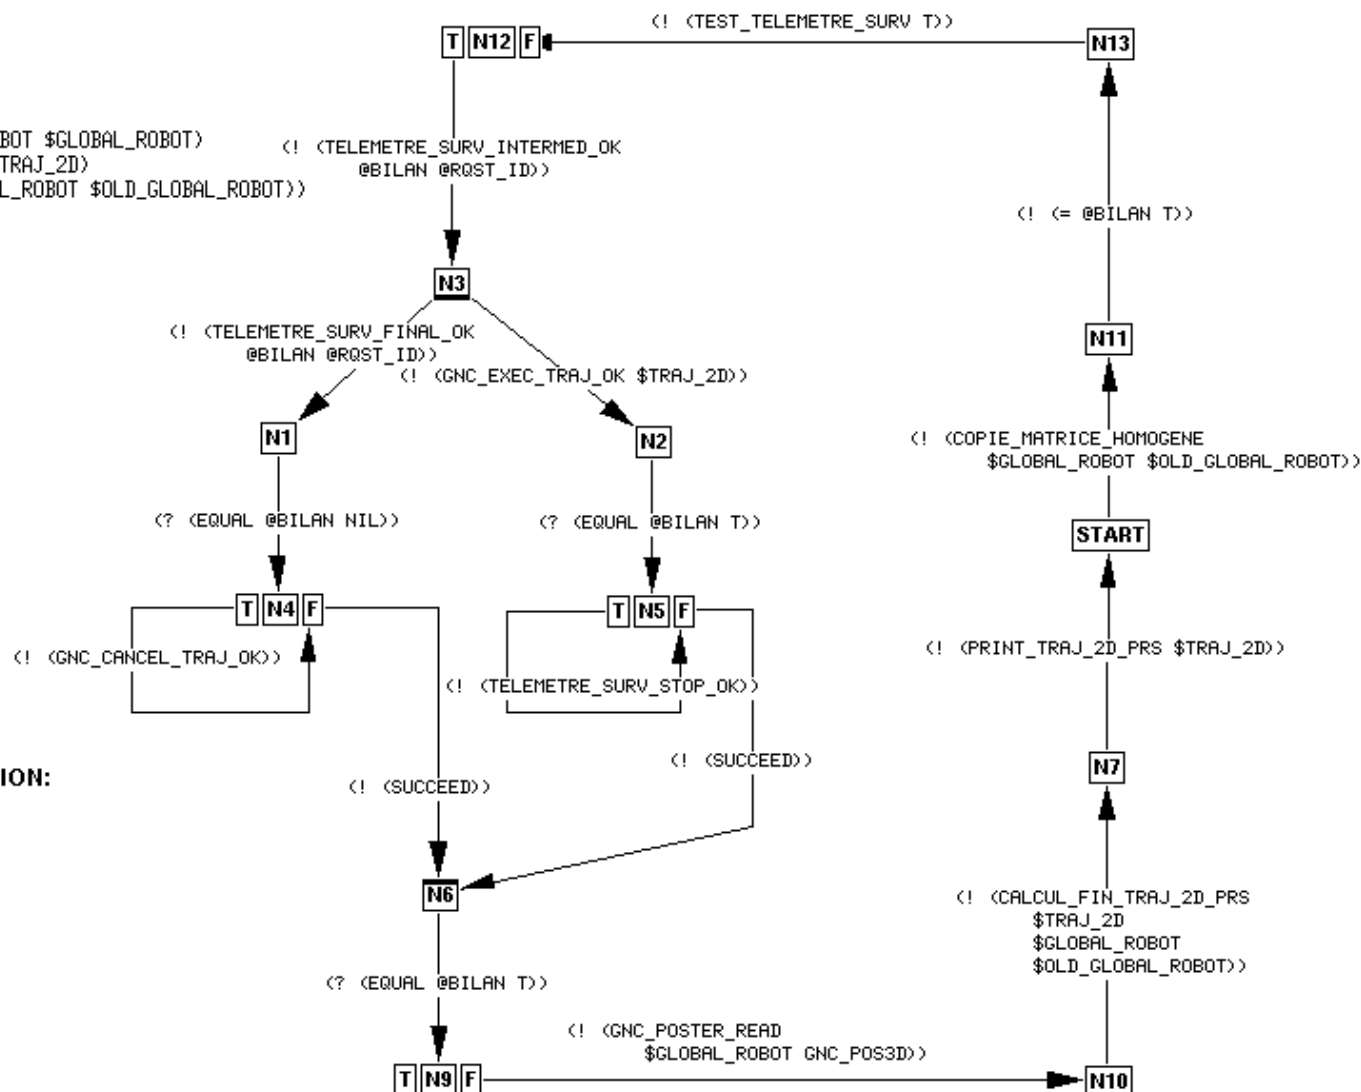 (! (TEST_TELEMETRE_SURV T))
T N12 F
N13
BOT $GLOBAL_ROBOT)
TRAJ_2D)
L_ROBOT $OLD_GLOBAL_ROBOT))
(! (TELEMETRE_SURV_INTERMED_OK
@BILAN @RQST_ID))
(! (= @BILAN T))
N3
(! (TELEMETRE_SURV_FINAL_OK
@BILAN @RQST_ID))
(! (GNC_EXEC_TRAJ_OK $TRAJ_2D))
N11
N1
N2
(! (COPIE_MATRICE_HOMOGENE
$GLOBAL_ROBOT $OLD_GLOBAL_ROBOT))
(? (EQUAL @BILAN NIL))
(? (EQUAL @BILAN T))
START
T N4 F
T N5 F
(! (GNC_CANCEL_TRAJ_OK))
(! (TELEMETRE_SURV_STOP_OK))
(! (PRINT_TRAJ_2D_PRS $TRAJ_2D))
ION:
(! (SUCCEED))
(! (SUCCEED))
N7
N6
(! (CALCUL_FIN_TRAJ_2D_PRS
$TRAJ_2D
$GLOBAL_ROBOT
$OLD_GLOBAL_ROBOT))
(? (EQUAL @BILAN T))
(! (GNC_POSTER_READ
$GLOBAL_ROBOT GNC_POS3D))
T N9 F
N10